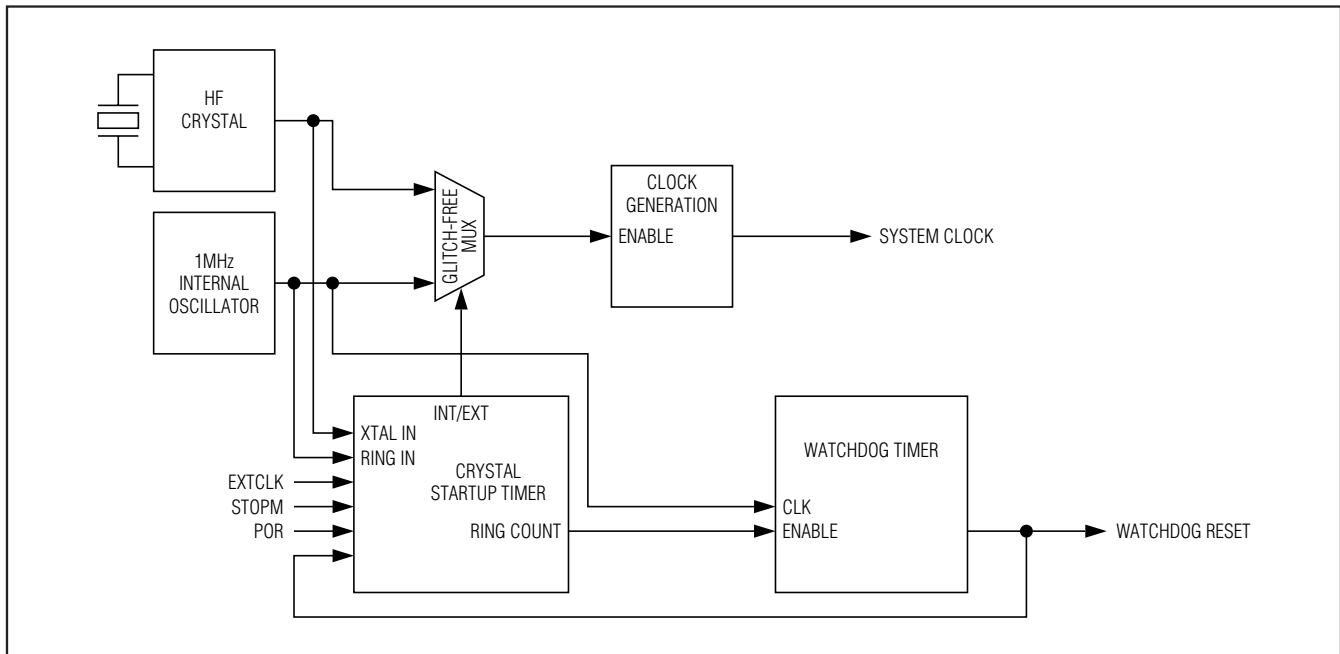 HF
CRYSTAL
1MHz
INTERNAL
OSCILLATOR
GLITCH-FREE
MUX
CLOCK
GENERATION
ENABLE
SYSTEM CLOCK
INT/EXT
XTAL IN
RING IN
EXTCLK
STOPM
POR
CRYSTAL
STARTUP TIMER
RING COUNT
WATCHDOG TIMER
CLK
ENABLE
WATCHDOG RESET